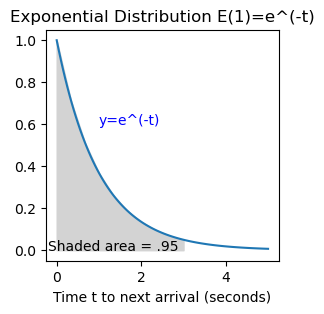 Exponential Distribution E(1)=e^(-t)
1.0
0.8
y=e^(-t)
0.6
0.4
0.2
Shaded area = .95
0.0
0 2 4
Time t to next arrival (seconds)